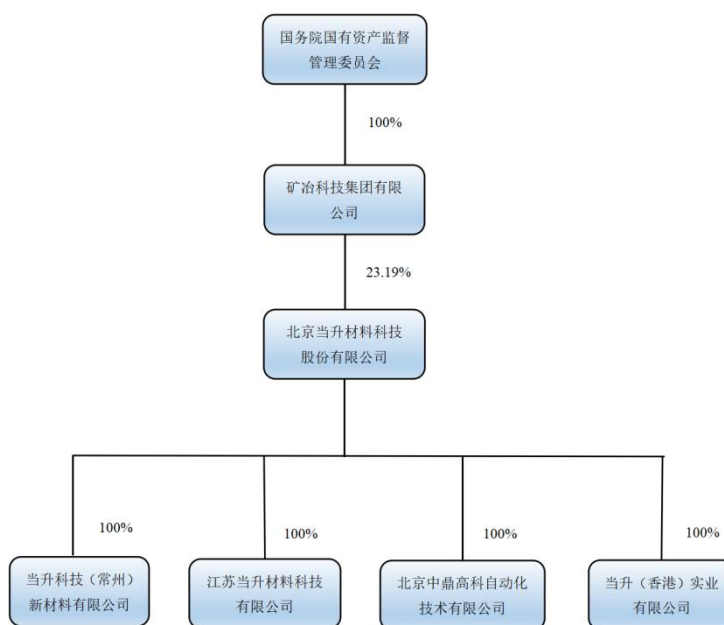 国务院国有资产监督
管理委员会
100%
矿冶科技集团有限
公司
23.19%
北京当升材料科技
股份有限公司
100%
100%
100%
100%
当升科技（常州）
新材料有限公司
江苏当升材料科技
有限公司
北京中鼎高科自动化
技术有限公司
当升（香港）实业
有限公司